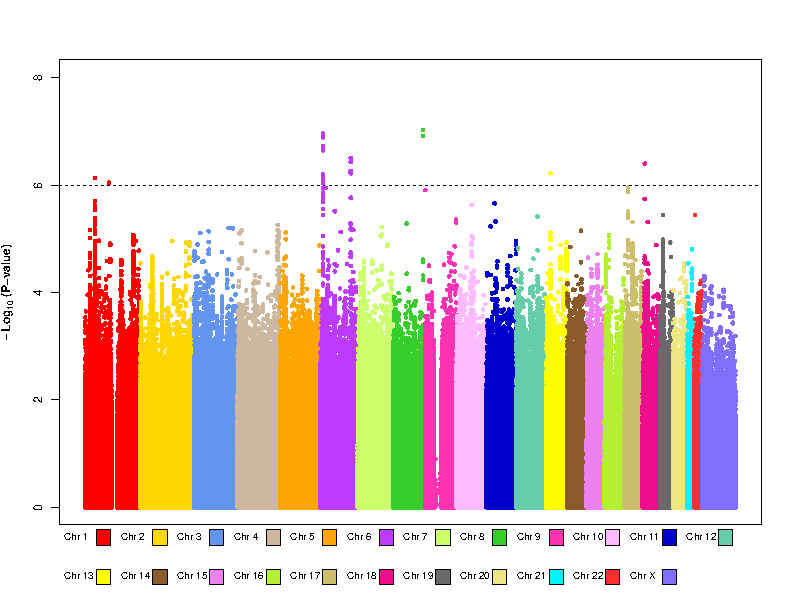 8
6
4
2
0
−Log10 (P−value)
Chr 1 Chr 2 Chr 3 Chr 4 Chr 5 Chr 6 Chr 7 Chr 8 Chr 9 Chr 10 Chr 11 Chr 12
Chr 13 Chr 14 Chr 15 Chr 16 Chr 17 Chr 18 Chr 19 Chr 20 Chr 21 Chr 22 Chr X